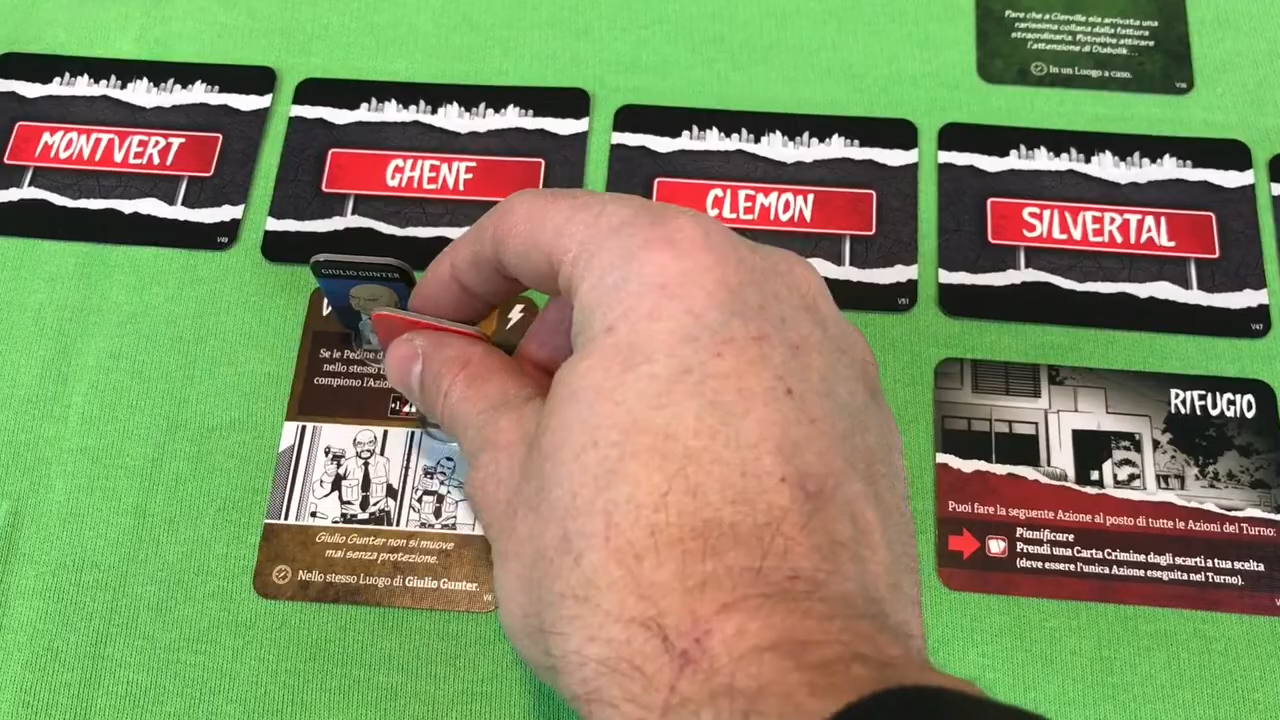 Pare che a Clerville sia arrivata una
rarissima collana dalla fattura
straordinaria. Potrebbe attirare
l'attenzione di Diabolik...
In un Luogo a caso.
MONTVERT
V49
GHENF
CLEMON
V51
SILVERTAL
V47
GIULIO GUNTER
Se le Pedine
nello stesso
compiono
+1
Giulio Gunter non si muove
mai senza protezione.
Nello stesso Luogo di Giulio Gunter.
RIFUGIO
Puoi fare la seguente Azione al posto di tutte le Azioni del Turno:
Pianificare
Prendi una Carta Crimine dagli scarti a tua scelta
(deve essere l'unica Azione eseguita nel Turno).